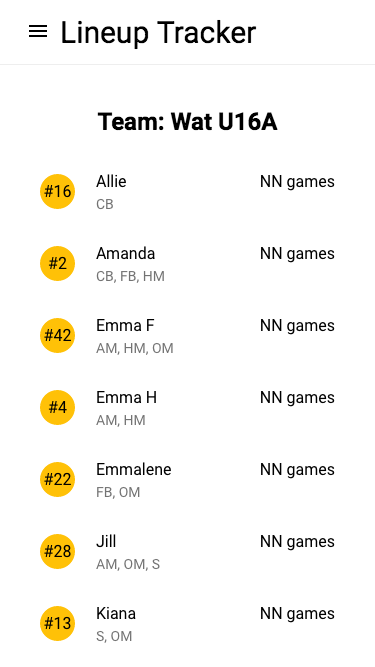 Lineup Tracker
Team: Wat U16A
#16 Allie NN games
CB
#2 Amanda NN games
CB, FB, HM
#42 Emma F NN games
AM, HM, OM
#4 Emma H NN games
AM, HM
#22 Emmalene NN games
FB, OM
#28 Jill NN games
AM, OM, S
#13 Kiana NN games
S, OM